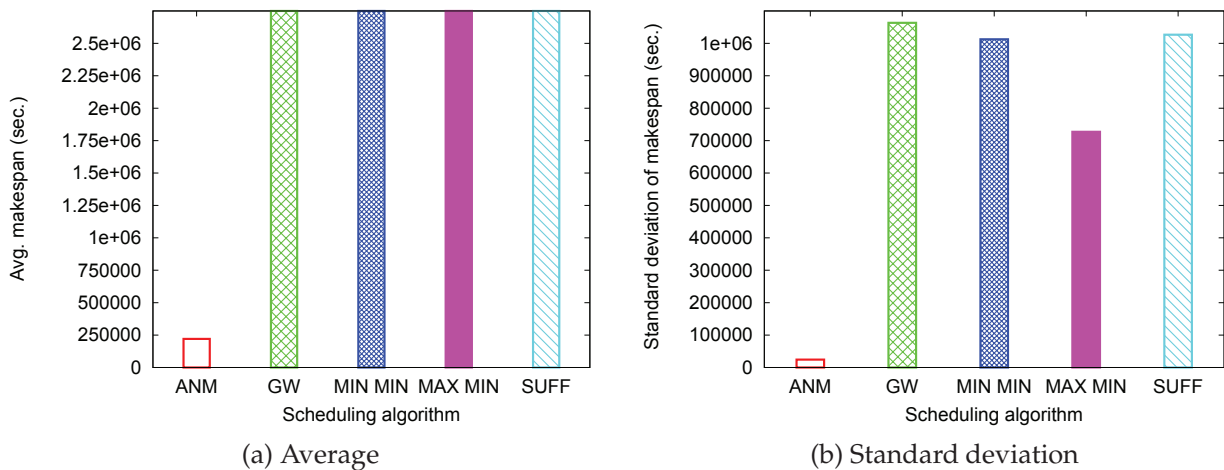 Avg. makespan (sec.)
2.5e+06
2.25e+06
2e+06
1.75e+06
1.5e+06
1.25e+06
1e+06
750000
500000
250000
0
ANM GW MIN MIN MAX MIN SUFF
Scheduling algorithm
(a) Average
Standard deviation of makespan (sec.)
1e+06
900000
800000
700000
600000
500000
400000
300000
200000
100000
0
ANM GW MIN MIN MAX MIN SUFF
Scheduling algorithm
(b) Standard deviation